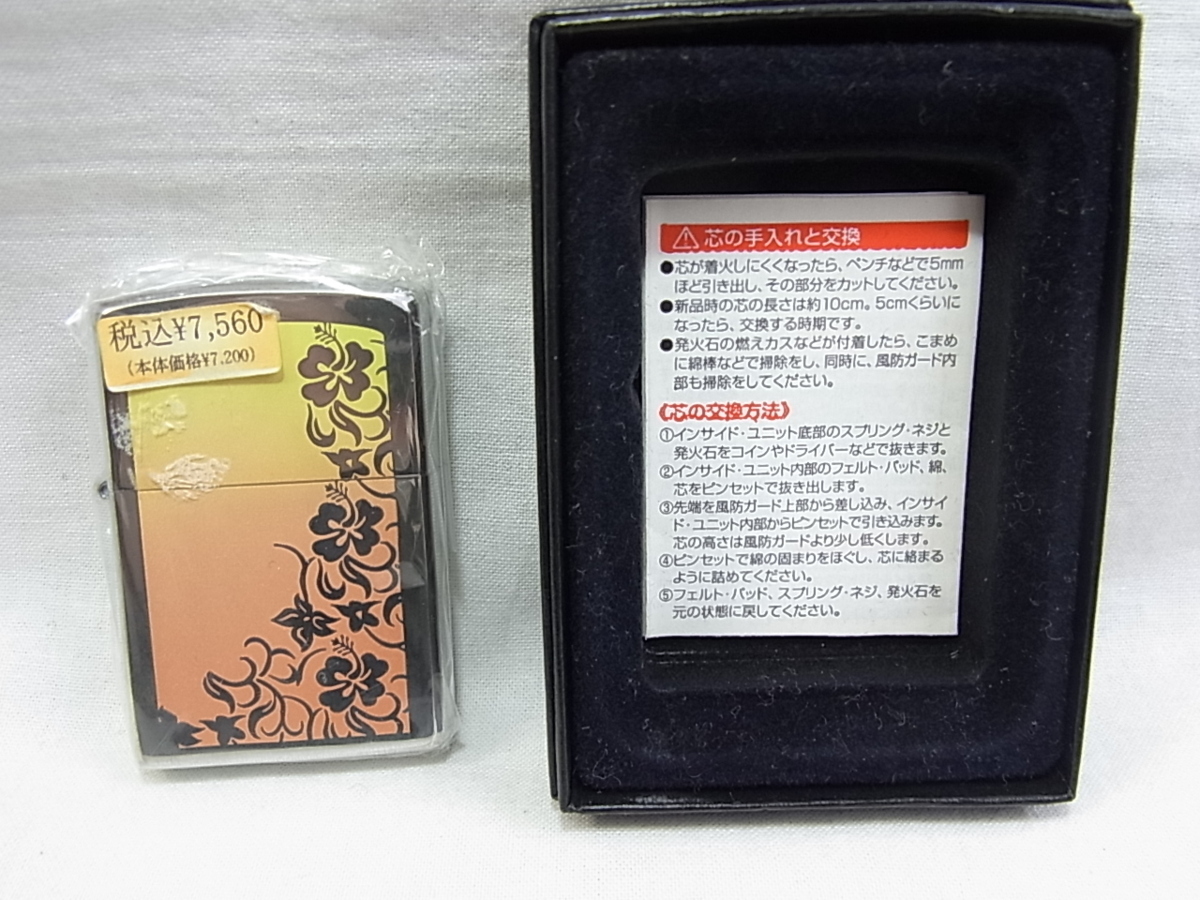 税込¥7,560
(本体価格¥7.200)
芯の手入れと交換
●芯が着火しにくくなったら、ペンチなどで5mm
ほど引き出し、その部分をカットしてください。
●新品時の芯の長さは約10cm。5cmくらいに
なったら、交換する時期です。
●発火石の燃えカスなどが付着したら、こまめ
に綿棒などで掃除をし、同時に、風防ガード内
部も掃除をしてください。
《芯の交換方法》
①インサイド・ユニット底部のスプリング・ネジと
発火石をコインやドライバーなどで抜きます。
②インサイド・ユニット内部のフェルト・パッド、綿、
芯をピンセットで抜き出します。
③先端を風防ガード上部から差し込み、インサイ
ド・ユニット内部からピンセットで引き込みます。
芯の高さは風防ガードより少し低くします。
④ピンセットで綿の固まりをほぐし、芯に絡まる
ように詰めてください。
⑤フェルト・パッド、スプリング・ネジ、発火石を
元の状態に戻してください。